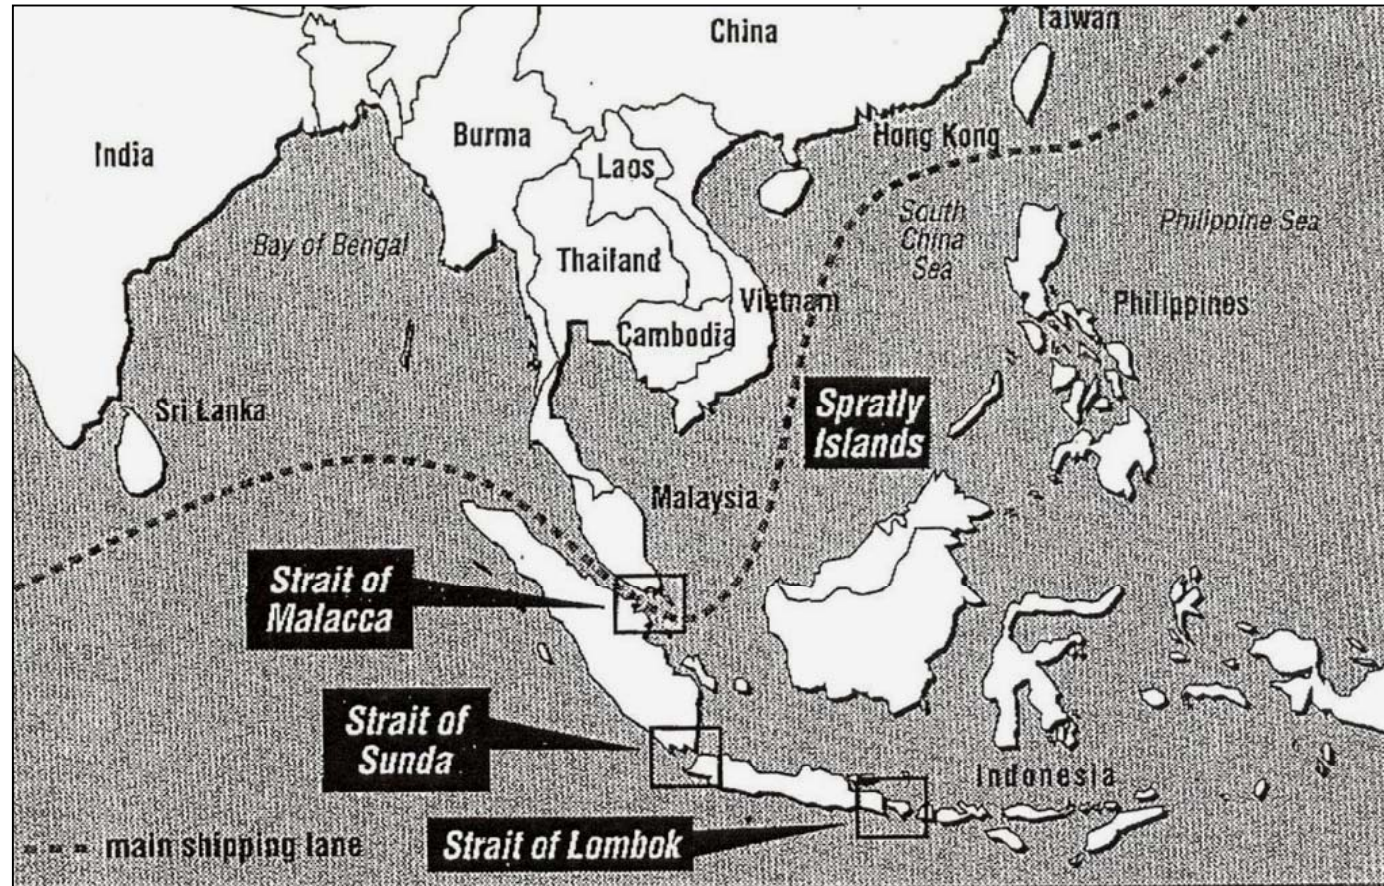 Taiwan
China
Hong Kong
Burma
India
Laos
South
China
Sea
Philippine Sea
Bay of Bengal
Thailand
Vietnam
Philippines
Cambodia
Spratly
Islands
Sri Lanka
Malaysia
Strait of
Malacca
Strait of
Sunda
Indonesia
Strait of Lombok
main shipping lane